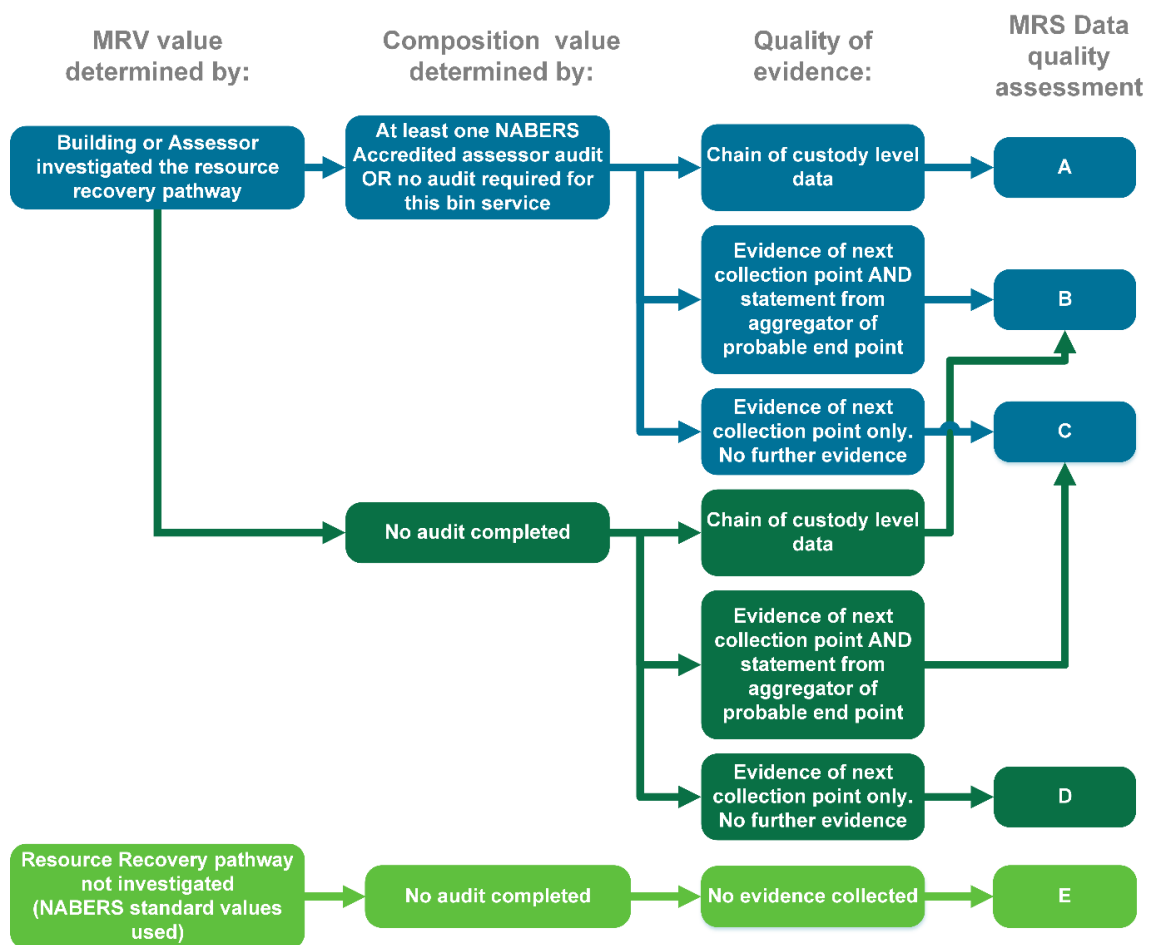 MRV value
determined by:
Composition value
determined by:
Quality of
evidence:
MRS Data
quality
assessment
Building or Assessor
investigated the resource
recovery pathway
At least one NABERS
Accredited assessor audit
OR no audit required for
this bin service
Chain of custody level
data
A
Evidence of next
collection point AND
statement from
aggregator of
probable end point
B
Evidence of next
collection point only.
No further evidence
C
No audit completed
Chain of custody level
data
Evidence of next
collection point AND
statement from
aggregator of
probable end point
Evidence of next
collection point only.
No further evidence
D
Resource Recovery pathway
not investigated
(NABERS standard values
used)
No audit completed
No evidence collected
E